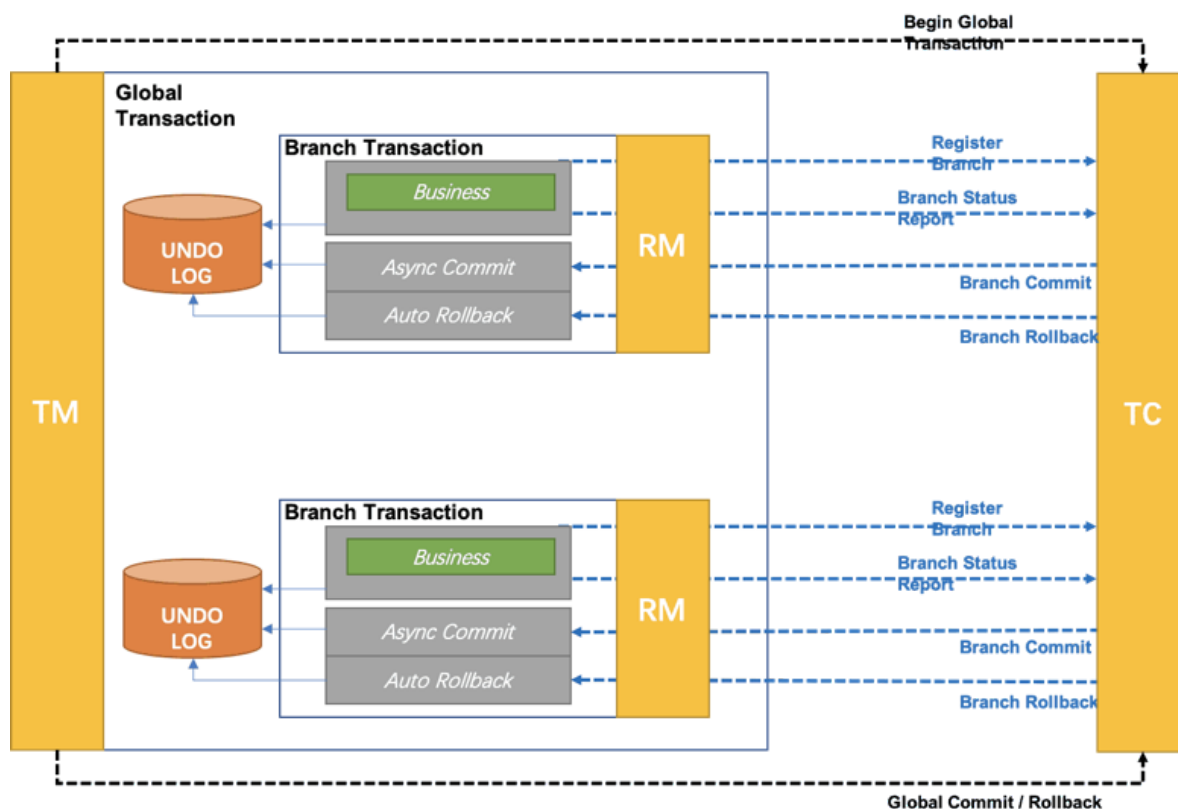 Begin Global
Transaction
Global
Transaction
Branch Transaction
Business
UNDO
LOG
Async Commit
Auto Rollback
RM
Register
Branch
Branch Status
Report
Branch Commit
Branch Rollback
TM
TC
Branch Transaction
Business
UNDO
LOG
Async Commit
Auto Rollback
RM
Register
Branch
Branch Status
Report
Branch Commit
Branch Rollback
Global Commit / Rollback